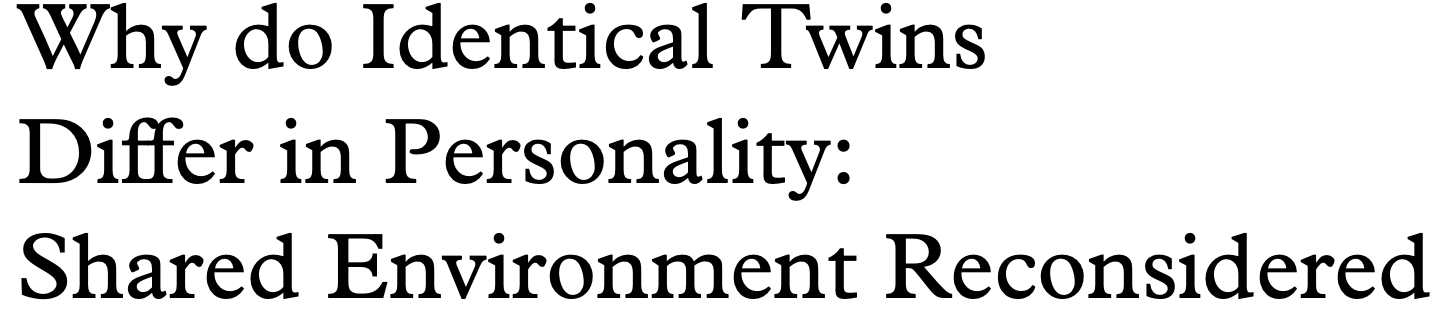 Why do Identical Twins
Differ in Personality:
Shared Environment Reconsidered